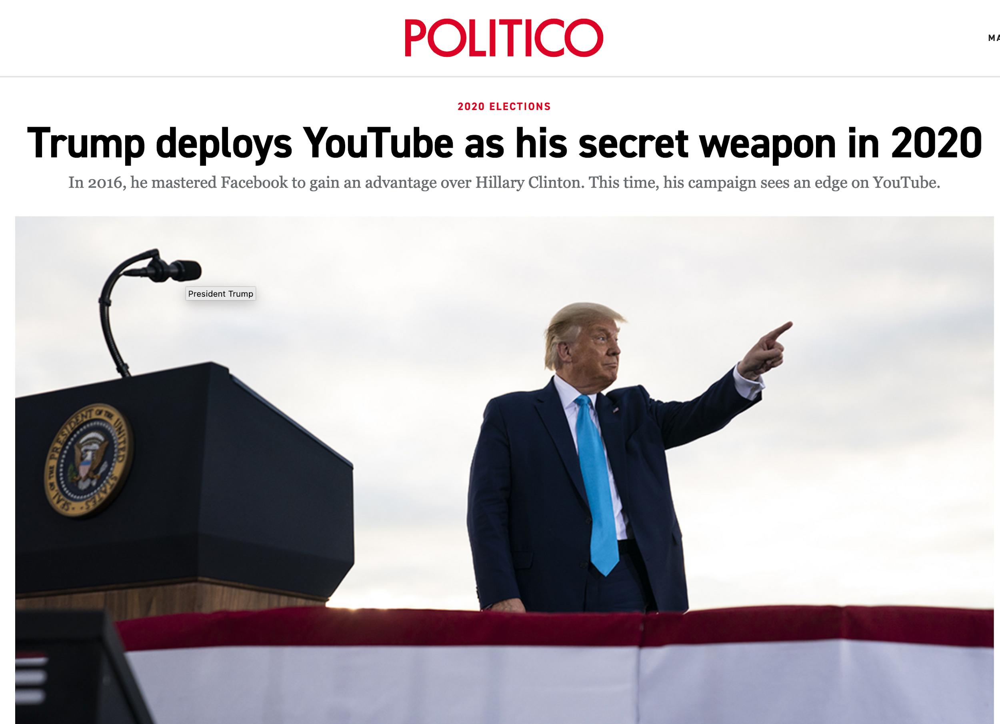 POLITICO
MA
2020 ELECTIONS
Trump deploys YouTube as his secret weapon in 2020
In 2016, he mastered Facebook to gain an advantage over Hillary Clinton. This time, his campaign sees an edge on YouTube.
President Trump
SEAL OF THE PRESIDENT OF THE UNITED STATES